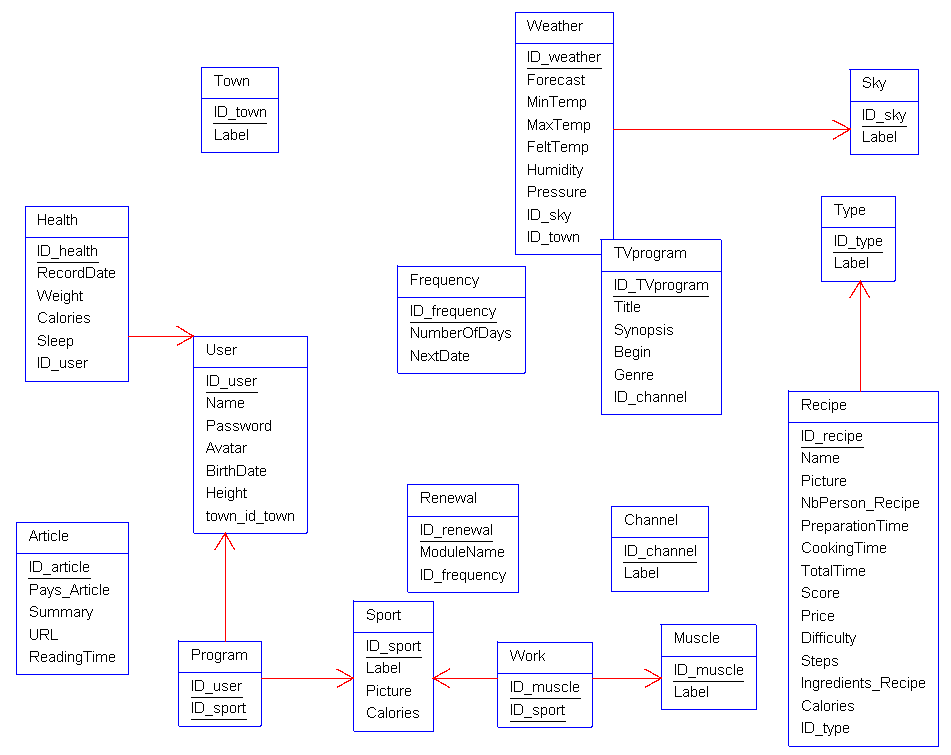 Weather
ID_weather
Forecast
MinTemp
MaxTemp
FeltTemp
Humidity
Pressure
ID_sky
ID_town
Town
ID_town
Label
Sky
ID_sky
Label
Type
ID_type
Label
Health
ID_health
RecordDate
Weight
Calories
Sleep
ID_user
TVprogram
ID_TVprogram
Title
Synopsis
Begin
Genre
ID_channel
Frequency
ID_frequency
NumberOfDays
NextDate
User
ID_user
Name
Password
Avatar
BirthDate
Height
town_id_town
Recipe
ID_recipe
Name
Picture
NbPerson_Recipe
PreparationTime
CookingTime
TotalTime
Score
Price
Difficulty
Steps
Ingredients_Recipe
Calories
ID_type
Renewal
ID_renewal
ModuleName
ID_frequency
Channel
ID_channel
Label
Article
ID_article
Pays_Article
Summary
URL
ReadingTime
Sport
ID_sport
Label
Picture
Calories
Muscle
ID_muscle
Label
Program
ID_user
ID_sport
Work
ID_muscle
ID_sport